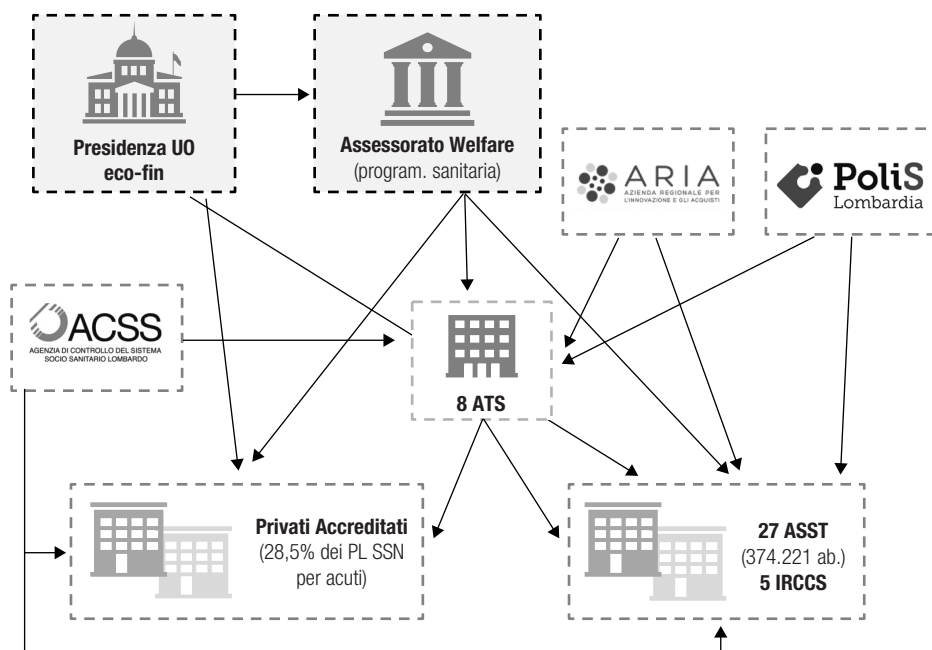 Presidenza UO
eco-fin
Assessorato Welfare
(program. sanitaria)
ARIA
AZIENDA REGIONALE PER
L'INNOVAZIONE E GLI ACQUISTI
PoliS
Lombardia
ACSS
AGENZIA DI CONTROLLO DEL SISTEMA
SOCIO SANITARIO LOMBARDO
8 ATS
Privati Accreditati
(28,5% dei PL SSN
per acuti)
27 ASST
(374.221 ab.)
5 IRCCS